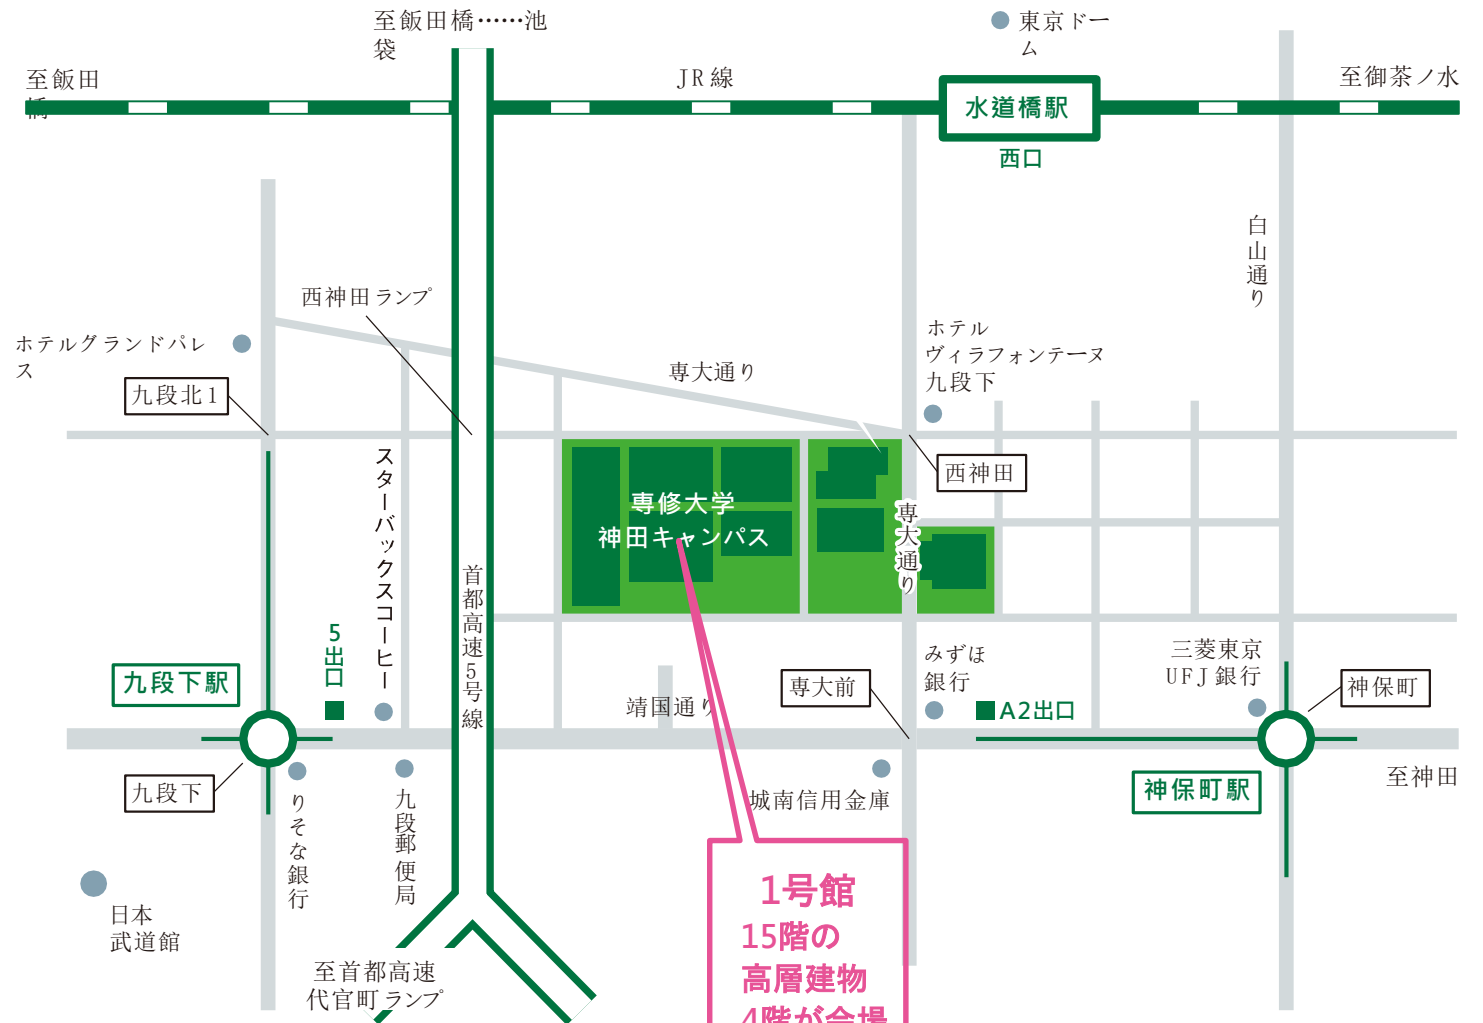 至飯田橋……池
袋
東京ドー
ム
至飯田
橋
JR線
水道橋駅
至御茶ノ水
西口
白山通り
西神田ランプ
ホテルグランドパレ
ス
ホテル
ヴィラフォンテーヌ
九段下
専大通り
九段北1
西神田
スターバックスコーヒー
専修大学
神田キャンパス
専大通り
首都高速5号線
5出口
九段下駅
みずほ
銀行
三菱東京
UFJ銀行
専大前
神保町
靖国通り
A2出口
九段下
りそな銀行
九段郵便局
城南信用金庫
神保町駅
至神田
日本
武道館
1号館
15階の
高層建物
4階が会場
至首都高速
代官町ランプ